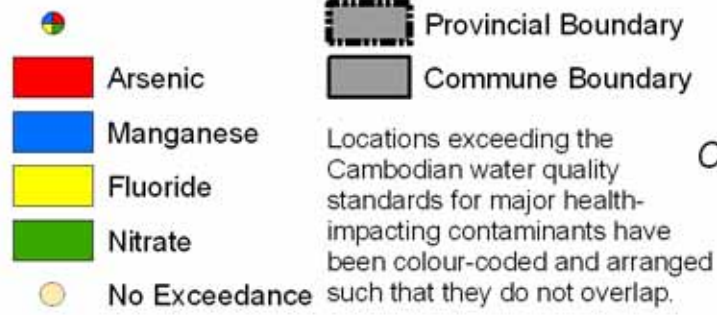 Provincial Boundary
Arsenic
Commune Boundary
Manganese
Fluoride
Nitrate
No Exceedance
Locations exceeding the
Cambodian water quality
standards for major health-
impacting contaminants have
been colour-coded and arranged
such that they do not overlap.